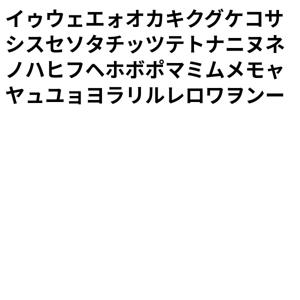 イゥウェエォオカキクグケコサ
シスセソタチッツテトナニヌネ
ノハヒフヘホボポマミムメモャ
ヤュユョヨラリルレロワヲンー